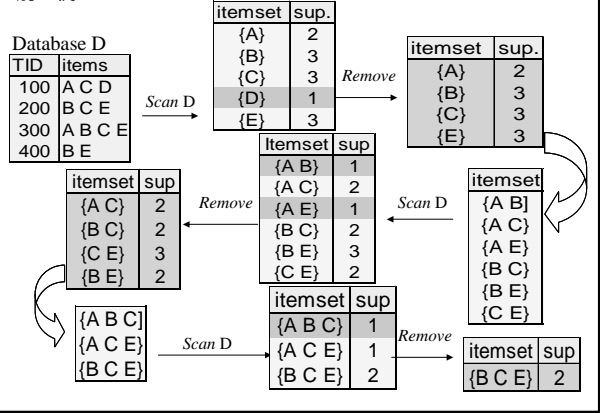 Database D
TID items
100 A C D
200 B C E
300 A B C E
400 B E
Scan D
itemset sup.
{A} 2
{B} 3
{C} 3
{D} 1
{E} 3
Remove
itemset sup.
{A} 2
{B} 3
{C} 3
{E} 3
itemset
{A B]
{A C}
{A E}
{B C}
{B E}
{C E}
Scan D
Itemset sup
{A B} 1
{A C} 2
{A E} 1
{B C} 2
{B E} 3
{C E} 2
Remove
itemset sup
{A C} 2
{B C} 2
{C E} 3
{B E} 2
{A B C]
{A C E}
{B C E}
Scan D
itemset sup
{A B C} 1
{A C E} 1
{B C E} 2
Remove
itemset sup
{B C E} 2